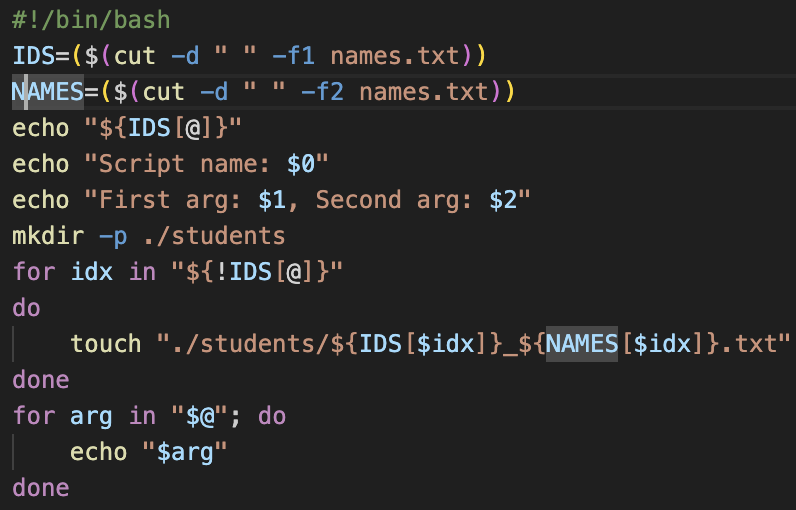 #!/bin/bash
IDS=($(cut -d " " -f1 names.txt))
NAMES=($(cut -d " " -f2 names.txt))
echo "${IDS[@]}"
echo "Script name: $0"
echo "First arg: $1, Second arg: $2"
mkdir -p ./students
for idx in "${!IDS[@]}"
do
    touch "./students/${IDS[$idx]}_${NAMES[$idx]}.txt"
done
for arg in "$@"; do
    echo "$arg"
done